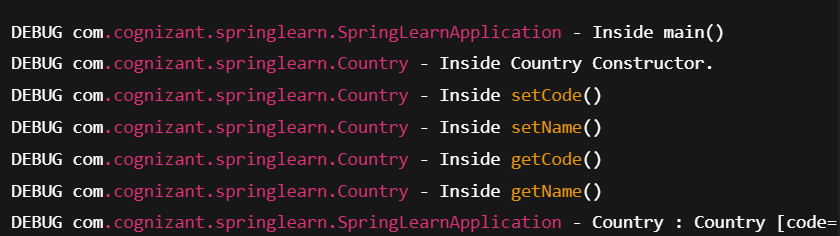 DEBUG com.cognizant.springlearn.SpringLearnApplication - Inside main()
DEBUG com.cognizant.springlearn.Country - Inside Country Constructor.
DEBUG com.cognizant.springlearn.Country - Inside setCode()
DEBUG com.cognizant.springlearn.Country - Inside setName()
DEBUG com.cognizant.springlearn.Country - Inside getCode()
DEBUG com.cognizant.springlearn.Country - Inside getName()
DEBUG com.cognizant.springlearn.SpringLearnApplication - Country : Country [code=